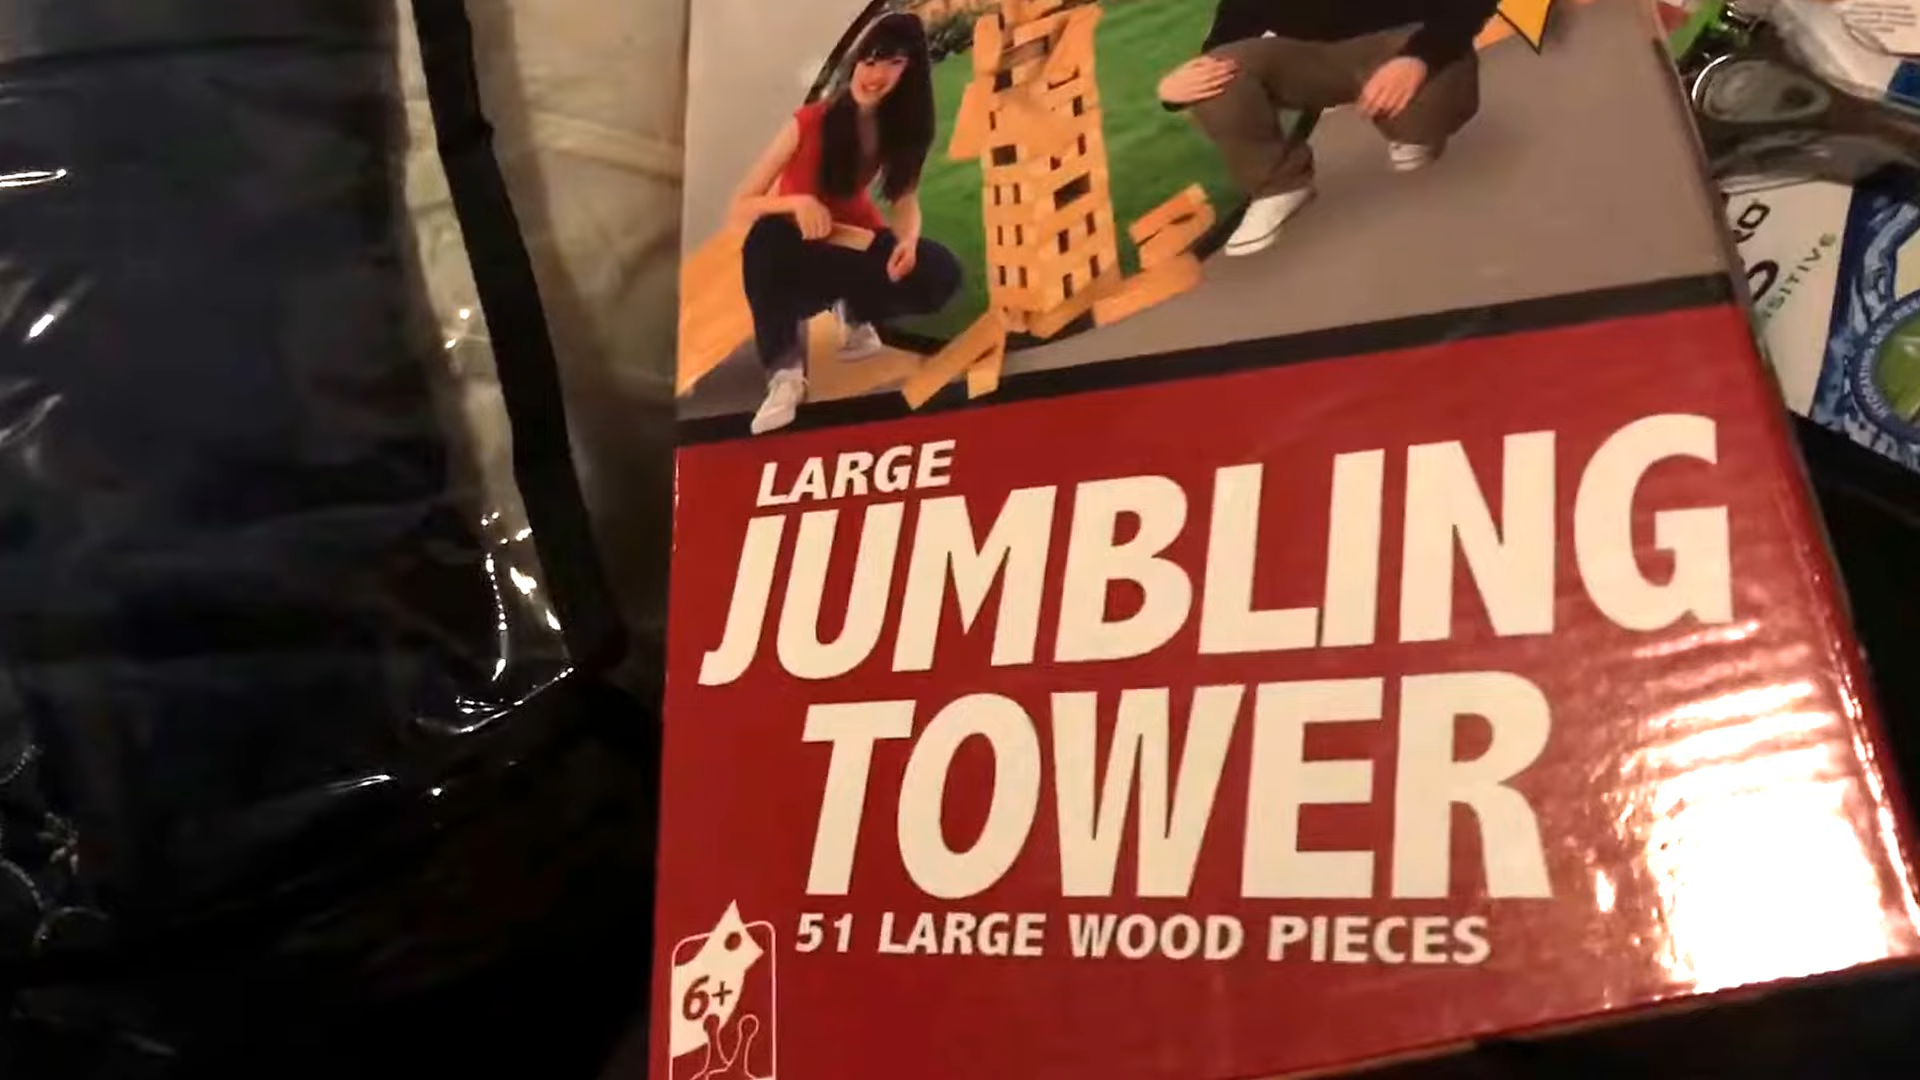 LARGE
JUMBLING
TOWER
51 LARGE WOOD PIECES
6+